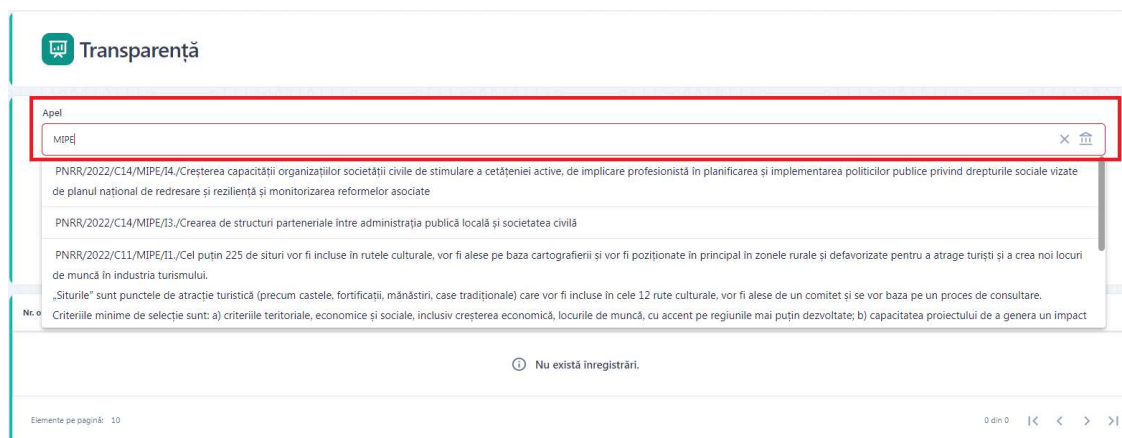 Transparență
Apel
MIPE
PNRR/2022/C14/MIPE/I4./Creșterea capacității organizațiilor societății civile de stimulare a cetățeniei active, de implicare profesionistă în planificarea și implementarea politicilor publice privind drepturile sociale vizate
de planul național de redresare și reziliență și monitorizarea reformelor asociate
PNRR/2022/C14/MIPE/I3./Crearea de structuri parteneriale între administrația publică locală și societatea civilă
PNRR/2022/C11/MIPE/I1./Cel puțin 225 de situri vor fi incluse în rutele culturale, vor fi alese pe baza cartografierii și vor fi poziționate în principal în zonele rurale și defavorizate pentru a atrage turiști și a crea noi locuri
de muncă în industria turismului.
„Siturile” sunt punctele de atracție turistică (precum castele, fortificații, mănăstiri, case tradiționale) care vor fi incluse în cele 12 rute culturale, vor fi alese de un comitet și se vor baza pe un proces de consultare.
Nr. o
Criteriile minime de selecție sunt: a) criteriile teritoriale, economice și sociale, inclusiv creșterea economică, locurile de muncă, cu accent pe regiunile mai puțin dezvoltate; b) capacitatea proiectului de a genera un impact
Nu există înregistrări.
Elemente pe pagină: 10
0 din 0